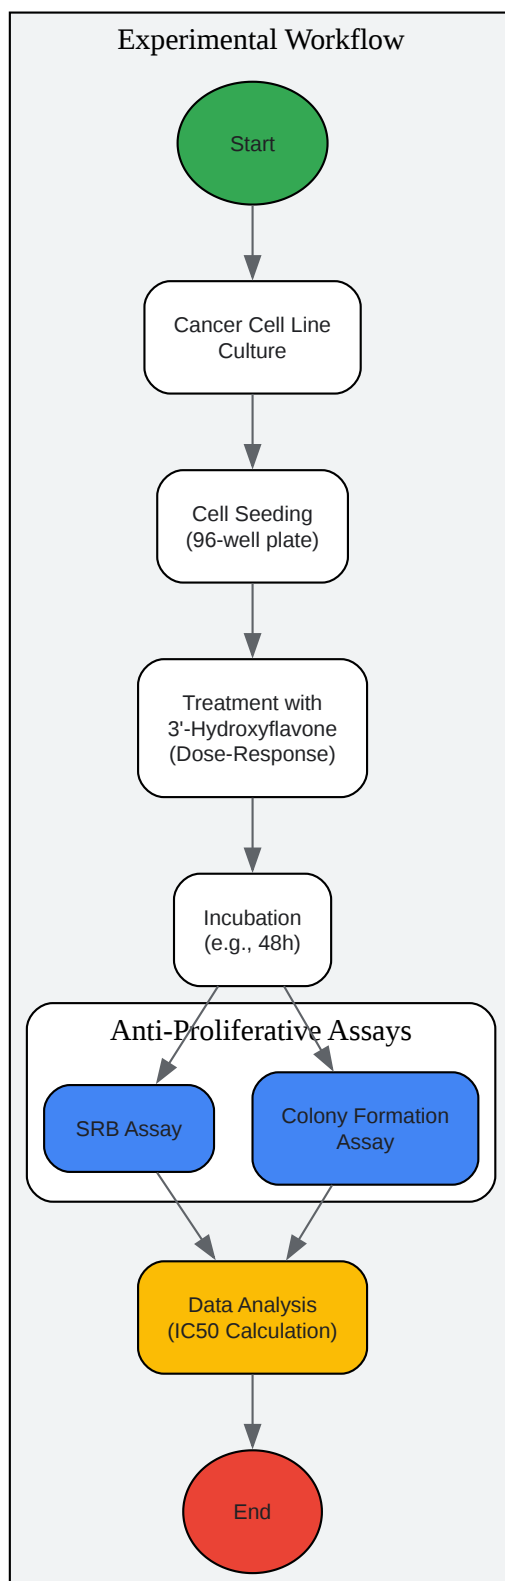 Experimental Workflow
Start
Cancer Cell Line
Culture
Cell Seeding
(96-well plate)
Treatment with
3'-Hydroxyflavone
(Dose-Response)
Incubation
(e.g., 48h)
Anti-Proliferative Assays
SRB Assay
Colony Formation
Assay
Data Analysis
(IC50 Calculation)
End